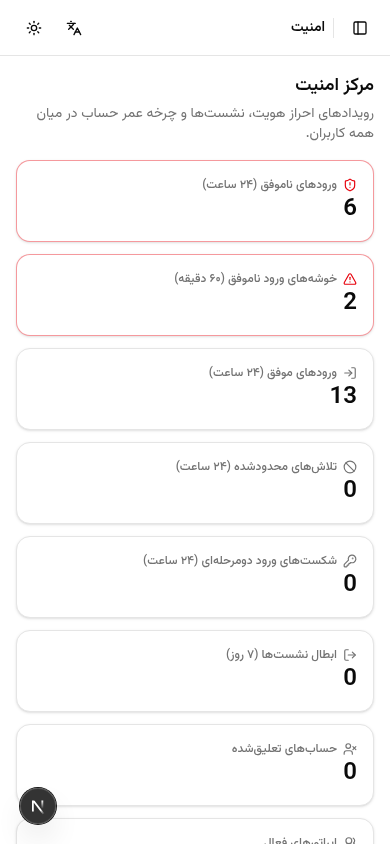 امنیت
مرکز امنیت
رویدادهای احراز هویت، نشست‌ها و چرخه عمر حساب در میان
همه کاربران.
ورودهای ناموفق (۲۴ ساعت)
6
خوشه‌های ورود ناموفق (۶۰ دقیقه)
2
ورودهای موفق (۲۴ ساعت)
13
تلاش‌های محدودشده (۲۴ ساعت)
0
شکست‌های ورود دومرحله‌ای (۲۴ ساعت)
0
ابطال نشست‌ها (۷ روز)
0
حساب‌های تعلیق‌شده
0
اپراتورهای فعال